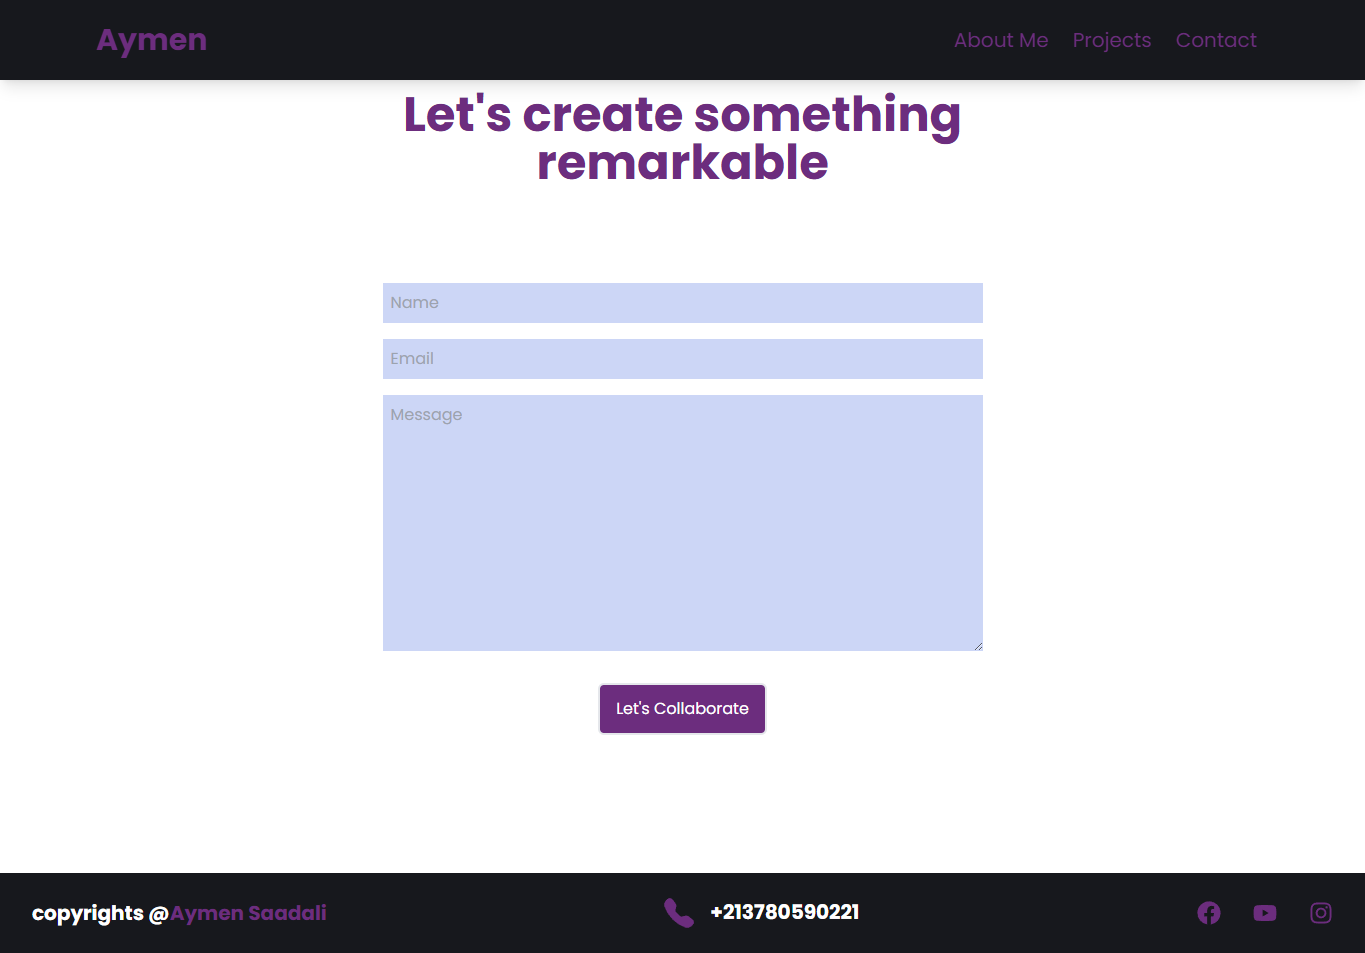 Aymen
About Me Projects Contact
Let's create something
remarkable
Name
Email
Message
Let's Collaborate
copyrights @Aymen Saadali
+213780590221